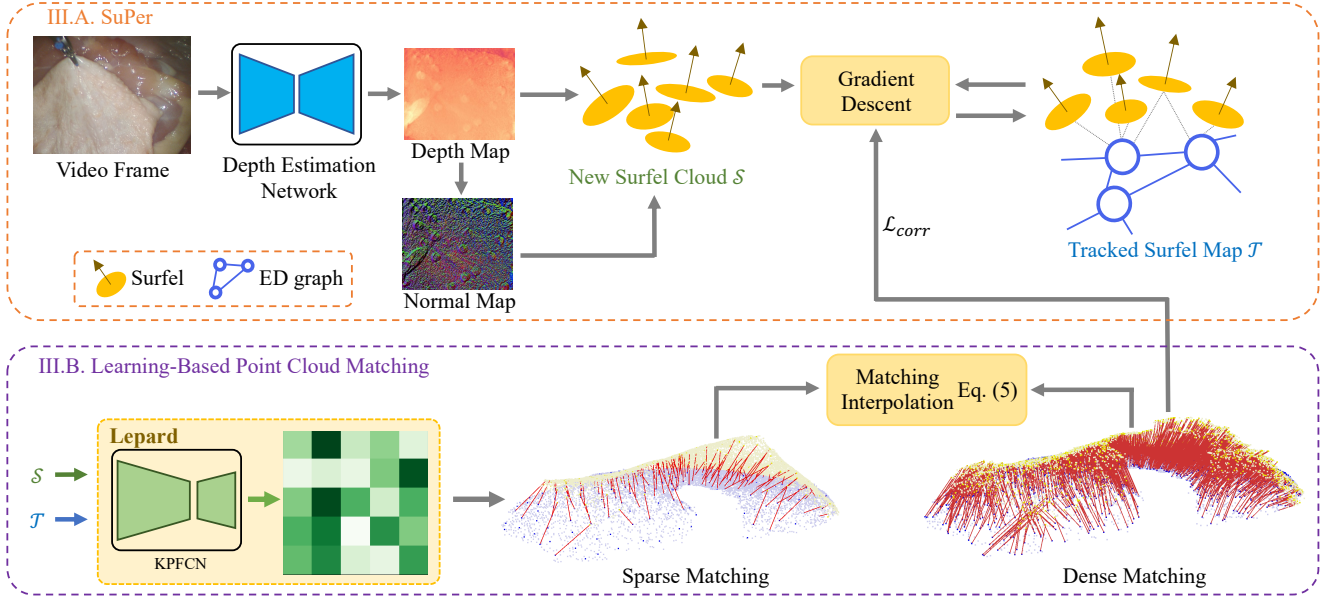 III.A. SuPer
Video Frame
Depth Estimation
Network
Depth Map
Normal Map
New Surfel Cloud 𝒮
Gradient
Descent
Tracked Surfel Map 𝒯
ℒcorr
Surfel
ED graph
III.B. Learning-Based Point Cloud Matching
Lepard
𝒮
𝒯
KPFCN
Sparse Matching
Matching
Interpolation Eq. (5)
Dense Matching